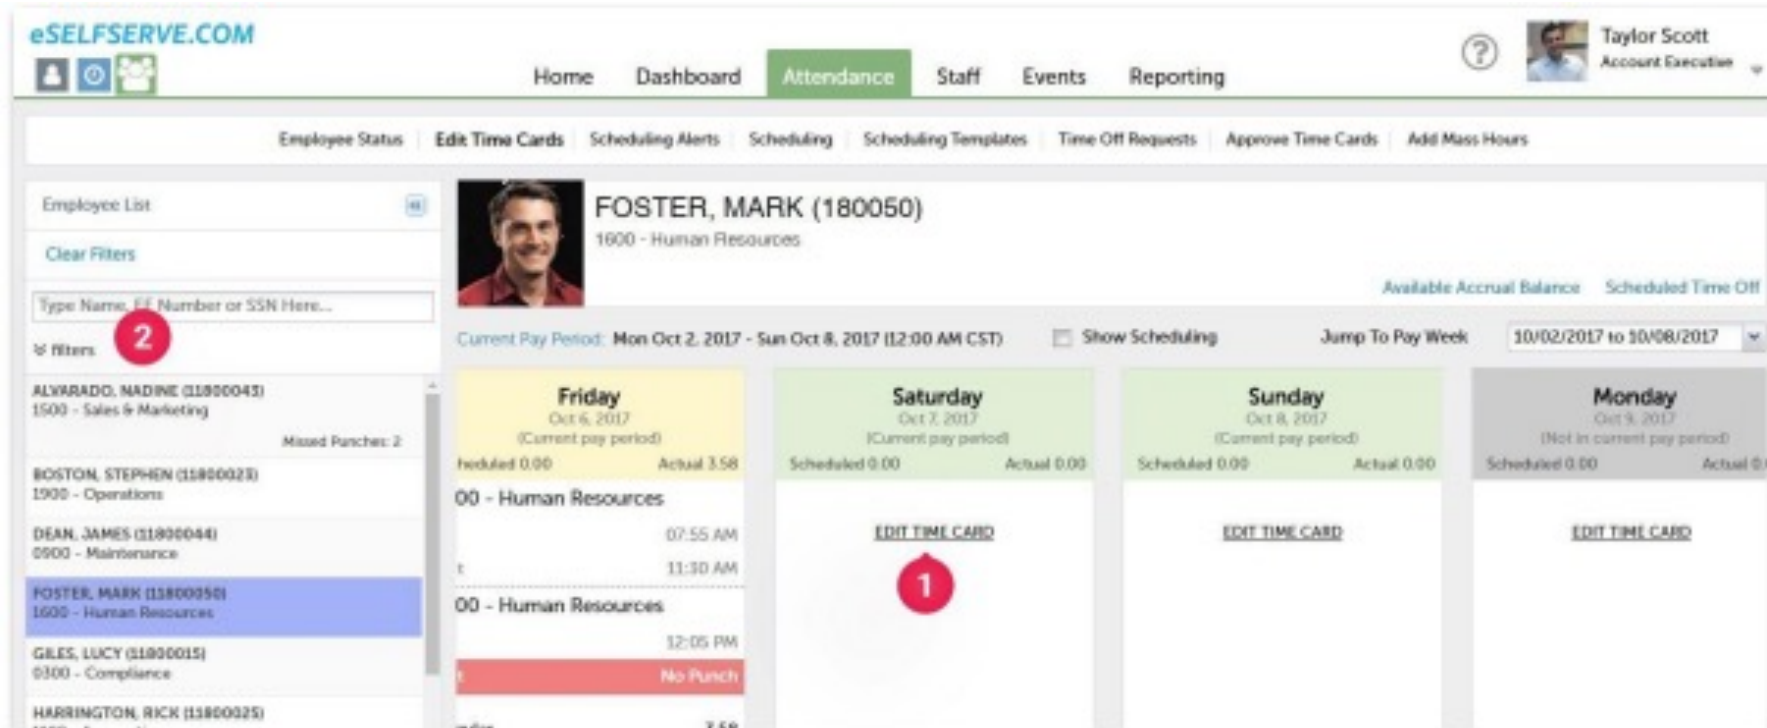 eSELFSERVE.COM
Taylor Scott
Account Executive
Home Dashboard Attendance Staff Events Reporting
Employee Status Edit Time Cards Scheduling Alerts Scheduling Scheduling Templates Time Off Requests Approve Time Cards Add Mass Hours
Employee List
Clear Filters
Type Name, EE Number or SSN Here...
2
filters
ALVARADO, NADINE (11800043)
1500 - Sales & Marketing
Missed Punches: 2
BOSTON, STEPHEN (11800023)
1900 - Operations
DEAN, JAMES (11800044)
0900 - Maintenance
FOSTER, MARK (11800050)
1600 - Human Resources
GILES, LUCY (11800015)
0300 - Compliance
HARRINGTON, RICK (11800025)
FOSTER, MARK (180050)
1600 - Human Resources
Available Accrual Balance Scheduled Time Off
Current Pay Period: Mon Oct 2, 2017 - Sun Oct 8, 2017 (12:00 AM CST) Show Scheduling Jump To Pay Week 10/02/2017 to 10/08/2017
Friday
Oct 6, 2017
(Current pay period)
heduled 0.00 Actual 3.58
00 - Human Resources
07:55 AM
t 11:30 AM
00 - Human Resources
12:05 PM
t No Punch
3.58
Saturday
Oct 7, 2017
(Current pay period)
Scheduled 0.00 Actual 0.00
EDIT TIME CARD
1
Sunday
Oct 8, 2017
(Current pay period)
Scheduled 0.00 Actual 0.00
EDIT TIME CARD
Monday
Oct 9, 2017
(Not in current pay period)
Scheduled 0.00 Actual 0.
EDIT TIME CARD